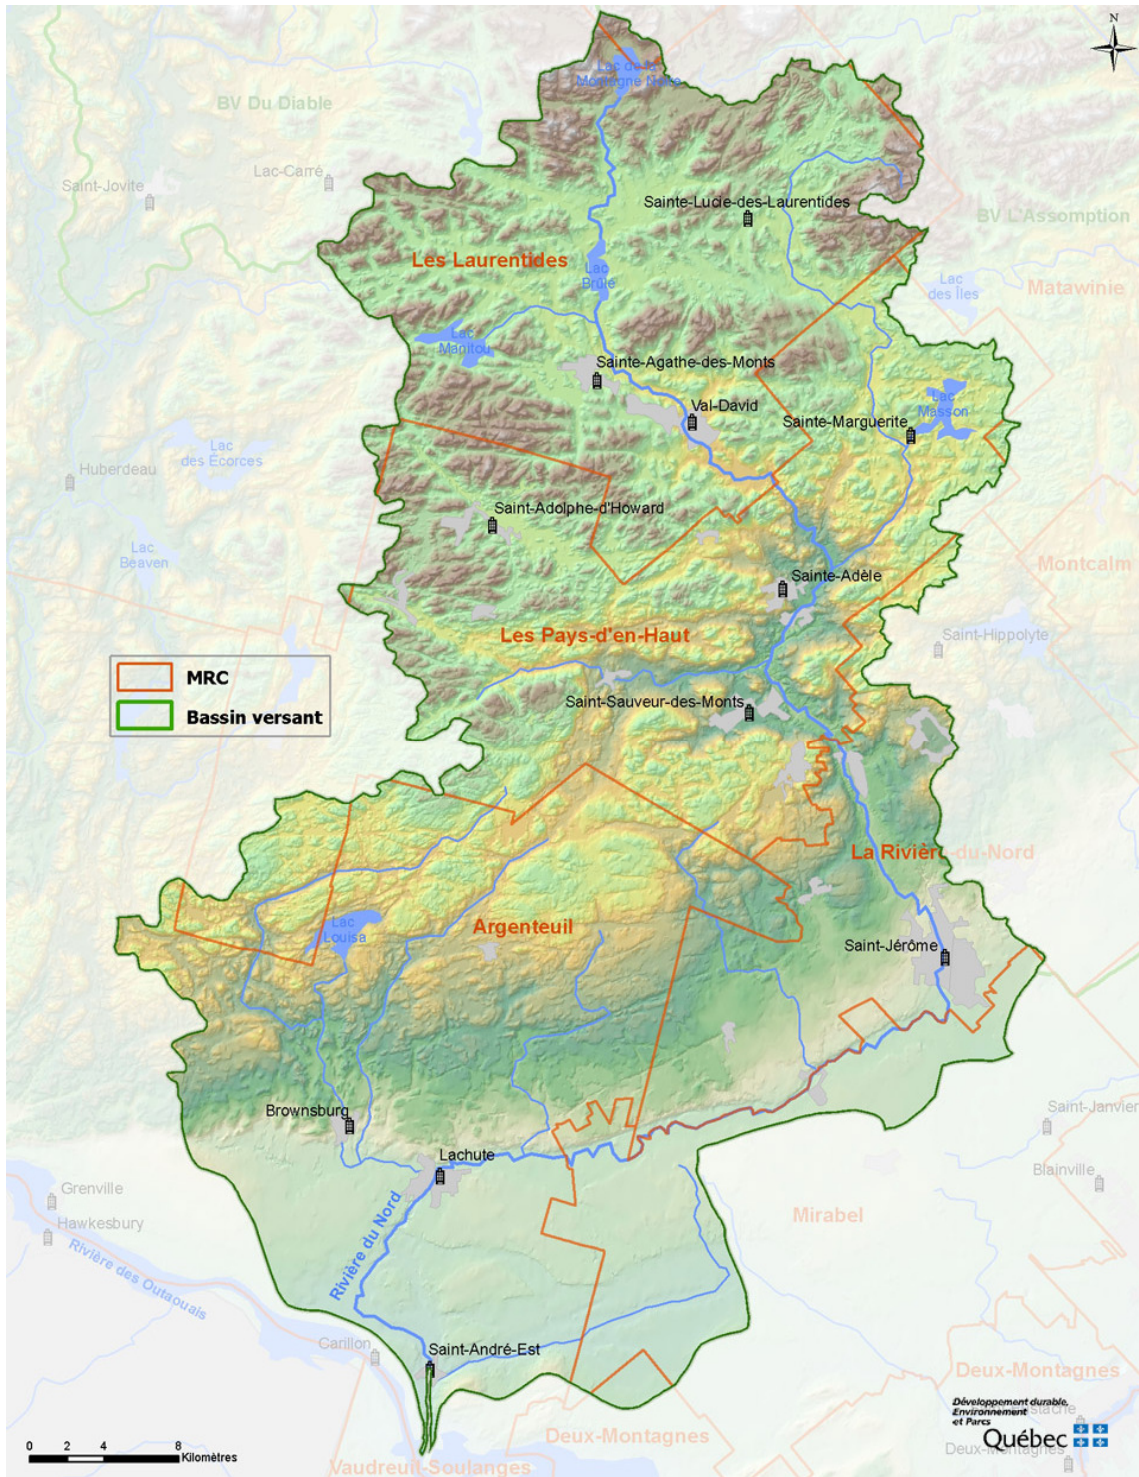 N
Lac de la
Montagne Noire
BV Du Diable
Lac-Carré
Saint-Jovite
Sainte-Lucie-des-Laurentides
BV L'Assomption
Les Laurentides
Lac
Brûlé
Lac
des Îles
Matawinie
Lac
Manitou
Sainte-Agathe-des-Monts
Val-David
Lac
Masson
Sainte-Marguerite
Lac
des Écorces
Huberdeau
Saint-Adolphe-d'Howard
Lac
Beaven
Montcalm
Sainte-Adèle
Les Pays-d'en-Haut
Saint-Hippolyte
MRC
Bassin versant
Saint-Sauveur-des-Monts
La Rivière-du-Nord
Lac
Louisa
Argenteuil
Saint-Jérôme
Brownsburg
Saint-Janvier
Lachute
Blainville
Grenville
Hawkesbury
Rivière du Nord
Mirabel
Rivière des Outaouais
Carillon
Saint-André-Est
Deux-Montagnes
Développement durable,
Environnement
et Parcs
Québec
Deux-Montagnes
Deux-Montagnes
Vaudreuil-Soulanges
0 2 4 8
Kilomètres